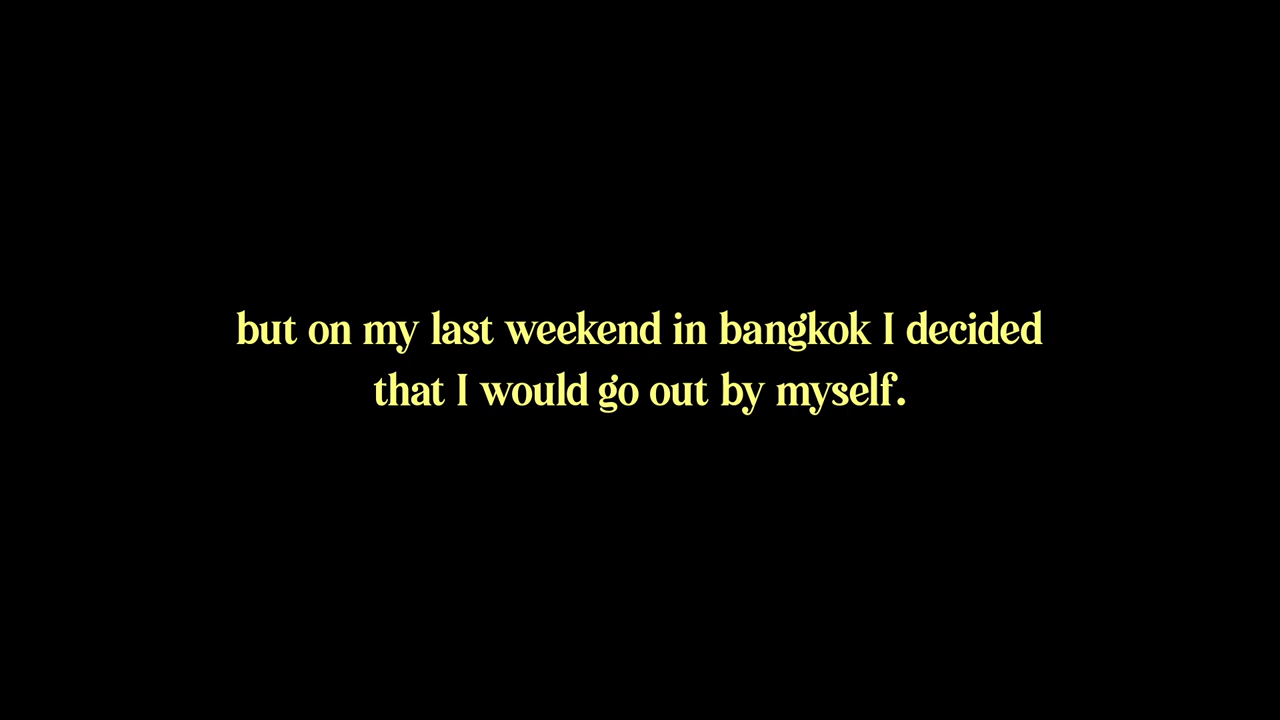 but on my last weekend in bangkok I decided
that I would go out by myself.